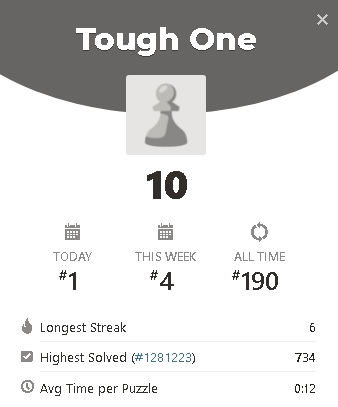 Tough One
10
TODAY THIS WEEK ALL TIME
#1 #4 #190
Longest Streak 6
Highest Solved (#1281223) 734
Avg Time per Puzzle 0:12